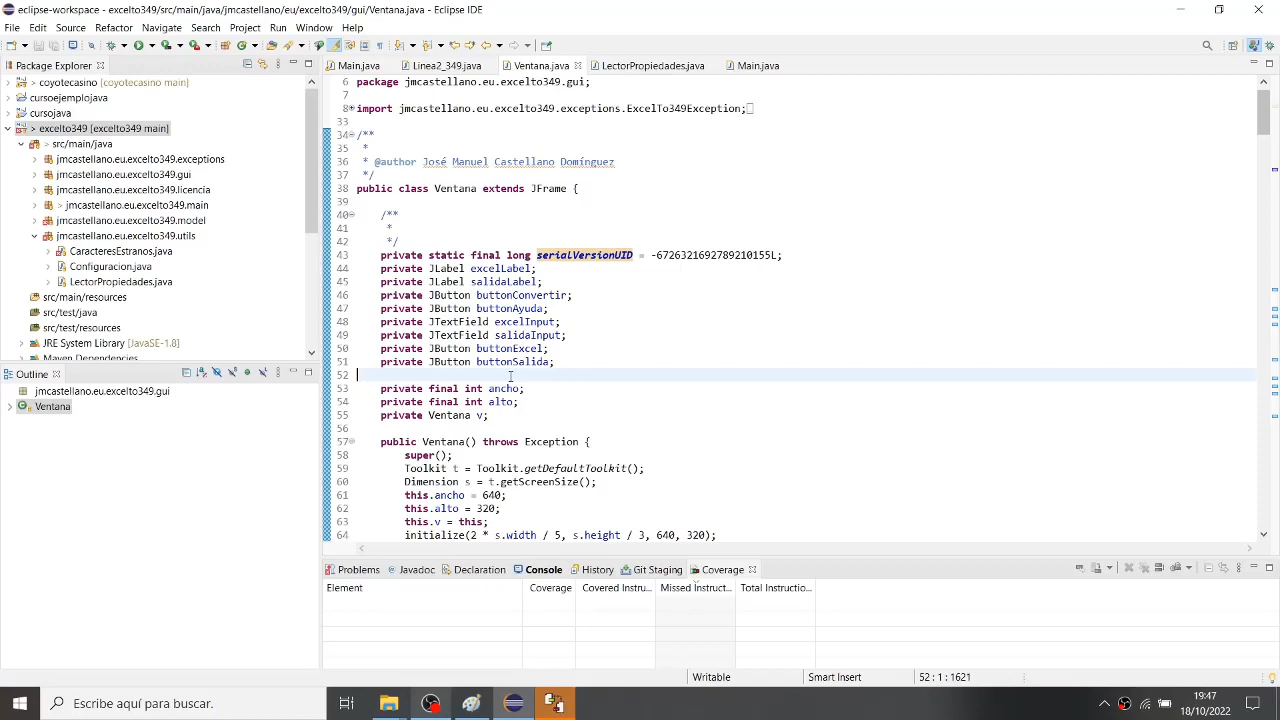 eclipse-workspace - excelto349/src/main/java/jmcastellano/eu/excelto349/gui/Ventana.java - Eclipse IDE
File Edit Source Refactor Navigate Search Project Run Window Help
Package Explorer
> coyotecasino [coyotecasino main]
cursoejemplojava
cursojava
> excelto349 [excelto349 main]
> src/main/java
jmcastellano.eu.excelto349.exceptions
jmcastellano.eu.excelto349.gui
jmcastellano.eu.excelto349.licencia
> jmcastellano.eu.excelto349.main
jmcastellano.eu.excelto349.model
jmcastellano.eu.excelto349.utils
CaracteresEstranos.java
Configuracion.java
LectorPropiedades.java
src/main/resources
src/test/java
src/test/resources
JRE System Library [JavaSE-1.8]
Maven Dependencies
Outline
jmcastellano.eu.excelto349.gui
Ventana
Main.java Linea2_349.java Ventana.java LectorPropiedades.java Main.java
6 package jmcastellano.eu.excelto349.gui;
7
8 import jmcastellano.eu.excelto349.exceptions.ExcelTo349Exception;
33
34 /**
35 *
36 * @author José Manuel Castellano Domínguez
37 */
38 public class Ventana extends JFrame {
39
40 /**
41 *
42 */
43 private static final long serialVersionUID = -6726321692789210155L;
44 private JLabel excelLabel;
45 private JLabel salidaLabel;
46 private JButton buttonConvertir;
47 private JButton buttonAyuda;
48 private JTextField excelInput;
49 private JTextField salidaInput;
50 private JButton buttonExcel;
51 private JButton buttonSalida;
52
53 private final int ancho;
54 private final int alto;
55 private Ventana v;
56
57 public Ventana() throws Exception {
58 super();
59 Toolkit t = Toolkit.getDefaultToolkit();
60 Dimension s = t.getScreenSize();
61 this.ancho = 640;
62 this.alto = 320;
63 this.v = this;
64 initialize(2 * s.width / 5, s.height / 3, 640, 320);
Problems Javadoc Declaration Console History Git Staging Coverage
Element Coverage Covered Instru... Missed Instruct... Total Instructio...
Writable Smart Insert 52 : 1 : 1621
Escribe aquí para buscar.
19:47
18/10/2022